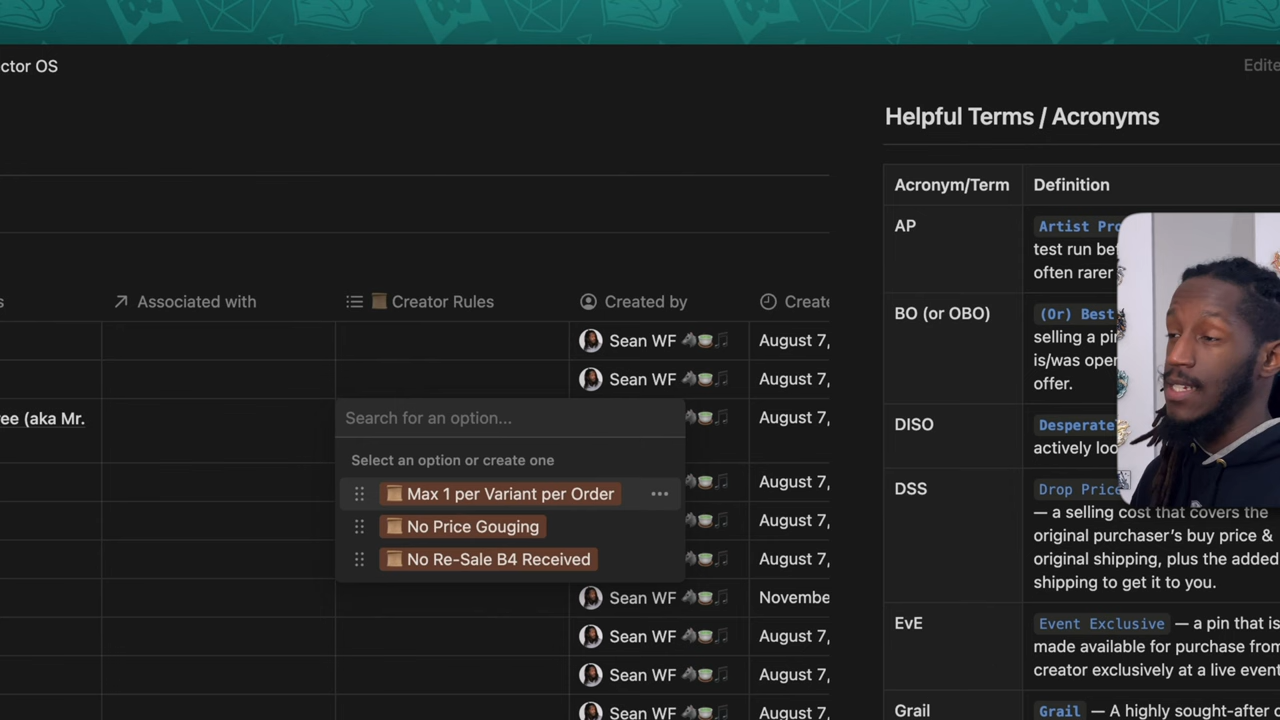 ctor OS
Edite
s
Associated with
Creator Rules
Created by
Create
Sean WF
August 7,
Sean WF
August 7,
ee (aka Mr.
August 7,
Search for an option...
Select an option or create one
August 7,
Max 1 per Variant per Order
August 7,
No Price Gouging
No Re-Sale B4 Received
August 7,
Sean WF
Novembe
Sean WF
August 7,
Sean WF
August 7,
Sean WF
August 7,
Helpful Terms / Acronyms
Acronym/Term
Definition
AP
Artist Pro
test run bef
often rarer
BO (or OBO)
(Or) Best
selling a pin
is/was oper
offer.
DISO
Desperate
actively loo
DSS
Drop Price
— a selling cost that covers the
original purchaser’s buy price &
original shipping, plus the added
shipping to get it to you.
EvE
Event Exclusive — a pin that is
made available for purchase from
creator exclusively at a live event
Grail
Grail — A highly sought-after